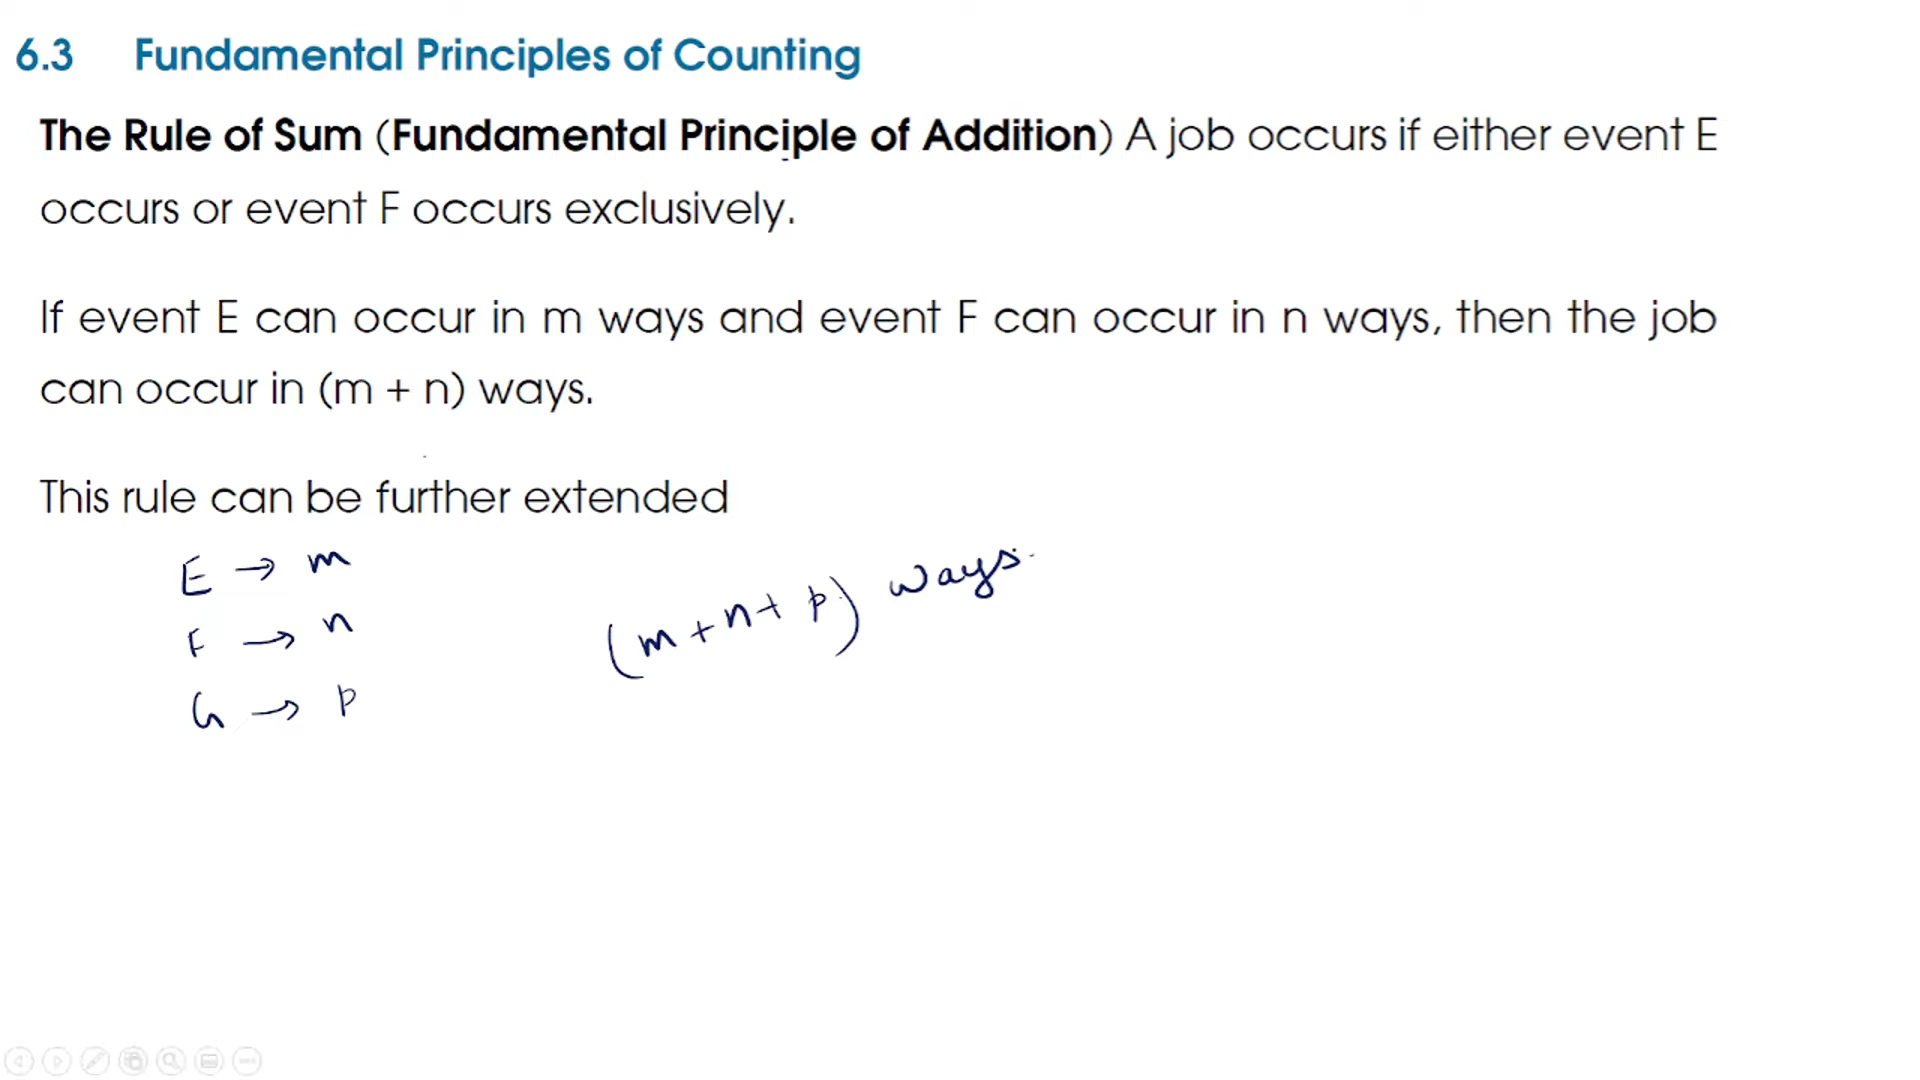 6.3 Fundamental Principles of Counting
The Rule of Sum (Fundamental Principle of Addition) A job occurs if either event E
occurs or event F occurs exclusively.
If event E can occur in m ways and event F can occur in n ways, then the job
can occur in (m + n) ways.
This rule can be further extended
E → m
F → n
G → p
(m + n + p) ways.